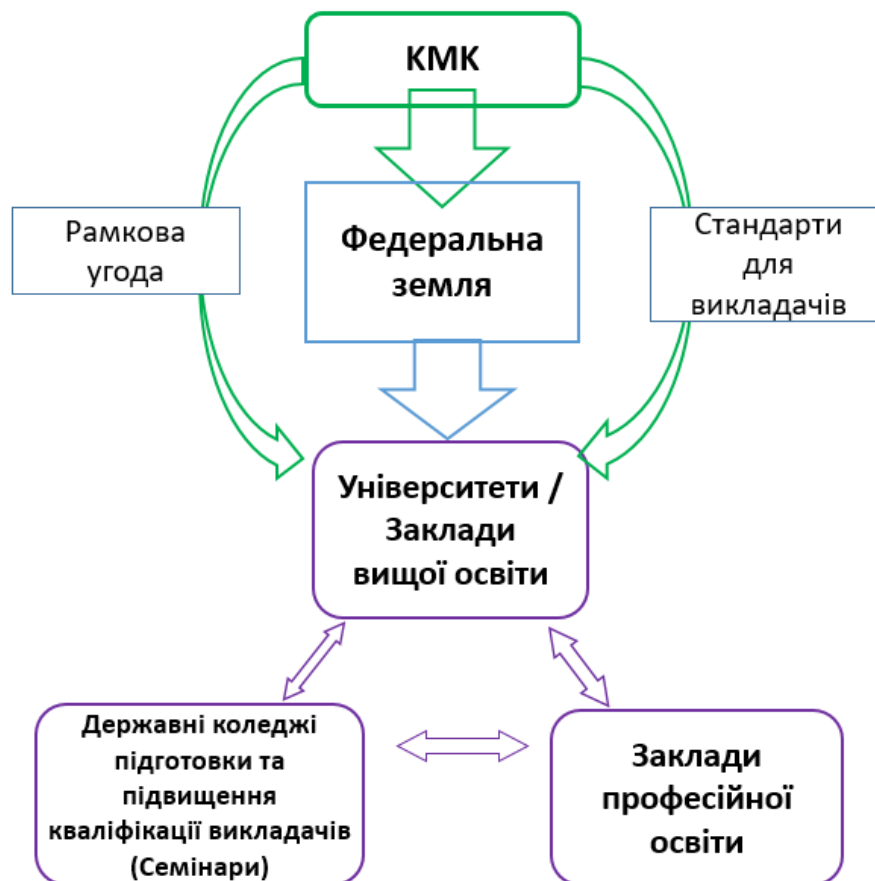 КМК
Рамкова
угода
Федеральна
земля
Стандарти
для
викладачів
Університети /
Заклади
вищої освіти
Державні коледжі
підготовки та
підвищення
кваліфікації викладачів
(Семінари)
Заклади
професійної
освіти